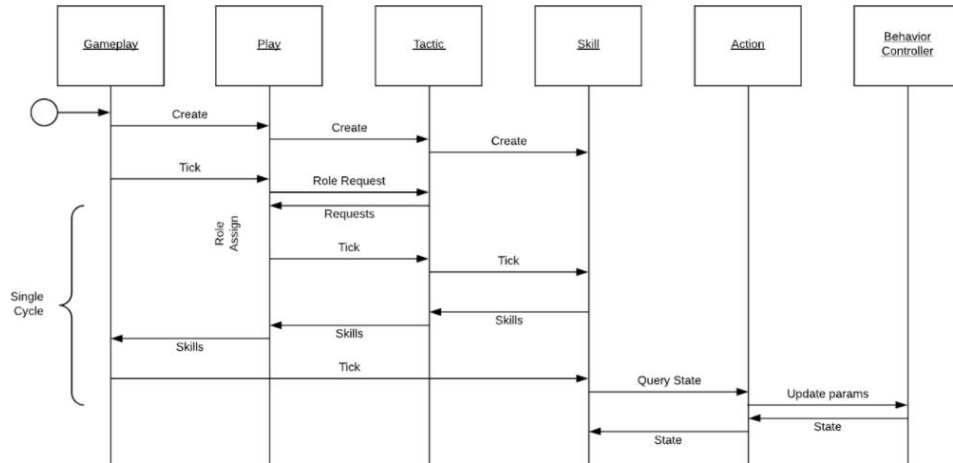 Gameplay
Play
Tactic
Skill
Action
Behavior
Controller
Create
Create
Create
Tick
Role Request
Requests
Role
Assign
Tick
Tick
Single
Cycle
Skills
Skills
Skills
Tick
Query State
Update params
State
State